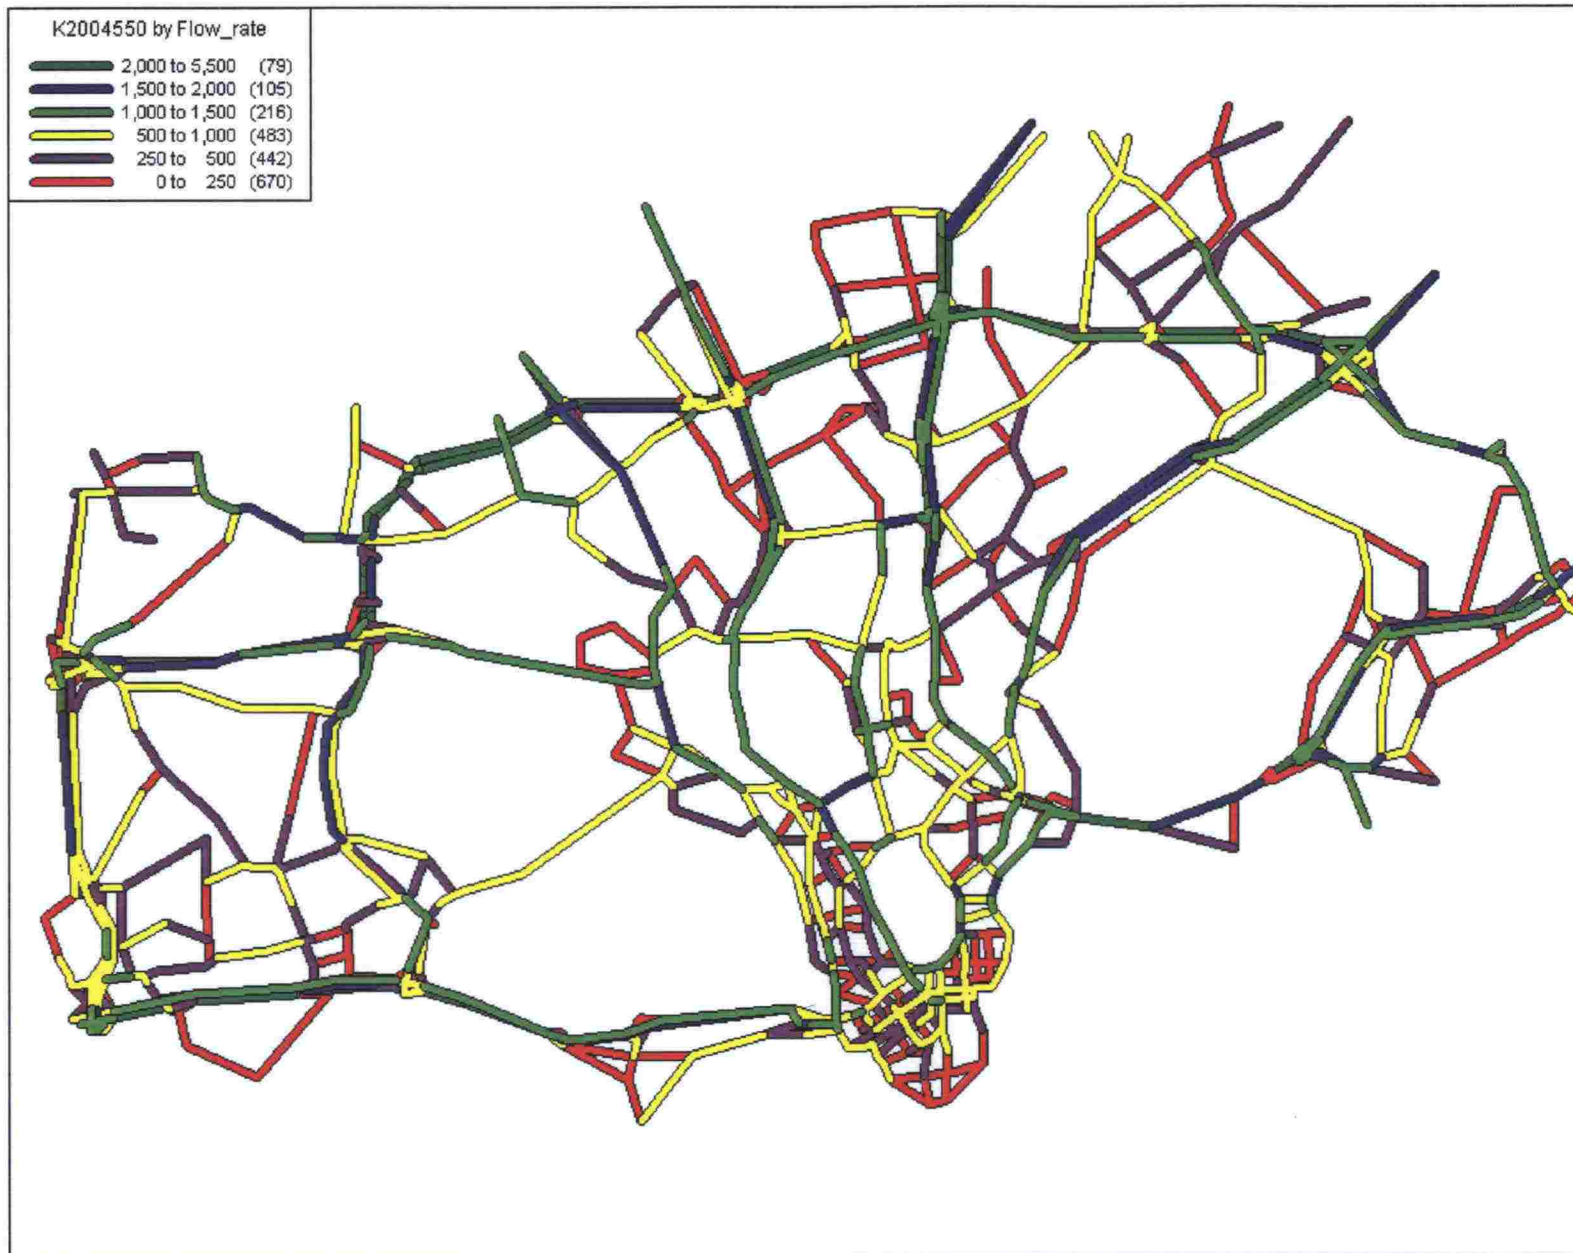 K2004550 by Flow_rate
2,000 to 5,500 (79)
1,500 to 2,000 (105)
1,000 to 1,500 (216)
500 to 1,000 (483)
250 to 500 (442)
0 to 250 (670)